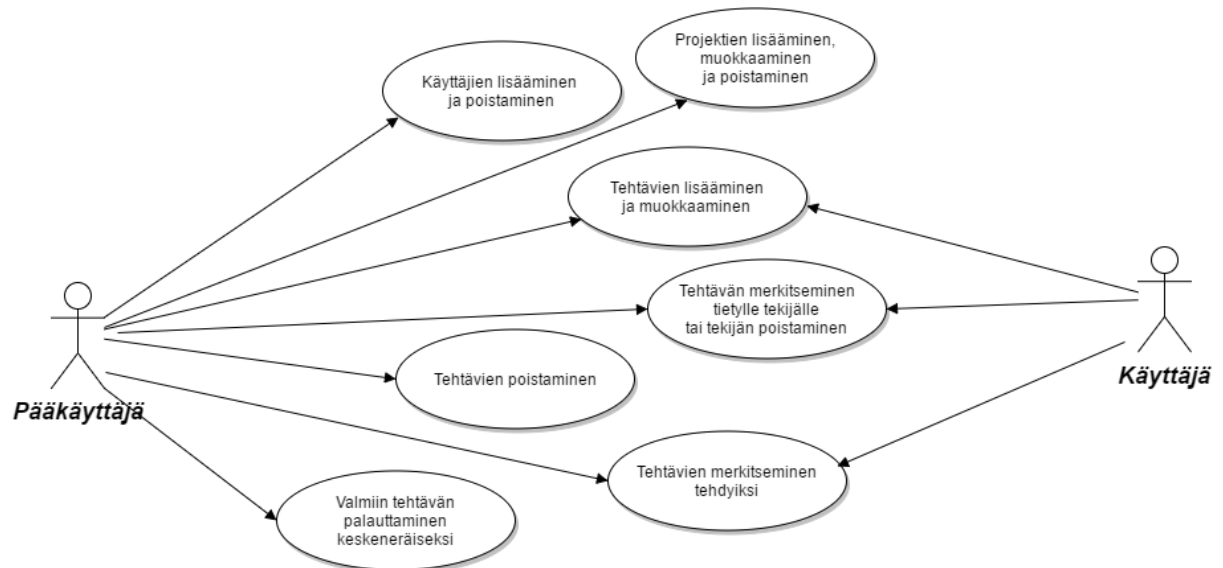 Projektien lisääminen,
muokkaaminen
ja poistaminen
Käyttäjien lisääminen
ja poistaminen
Tehtävien lisääminen
ja muokkaaminen
Tehtävän merkitseminen
tietylle tekijälle
tai tekijän poistaminen
Tehtävien poistaminen
Käyttäjä
Pääkäyttäjä
Tehtävien merkitseminen
tehdyiksi
Valmiin tehtävän
palauttaminen
keskeneräiseksi